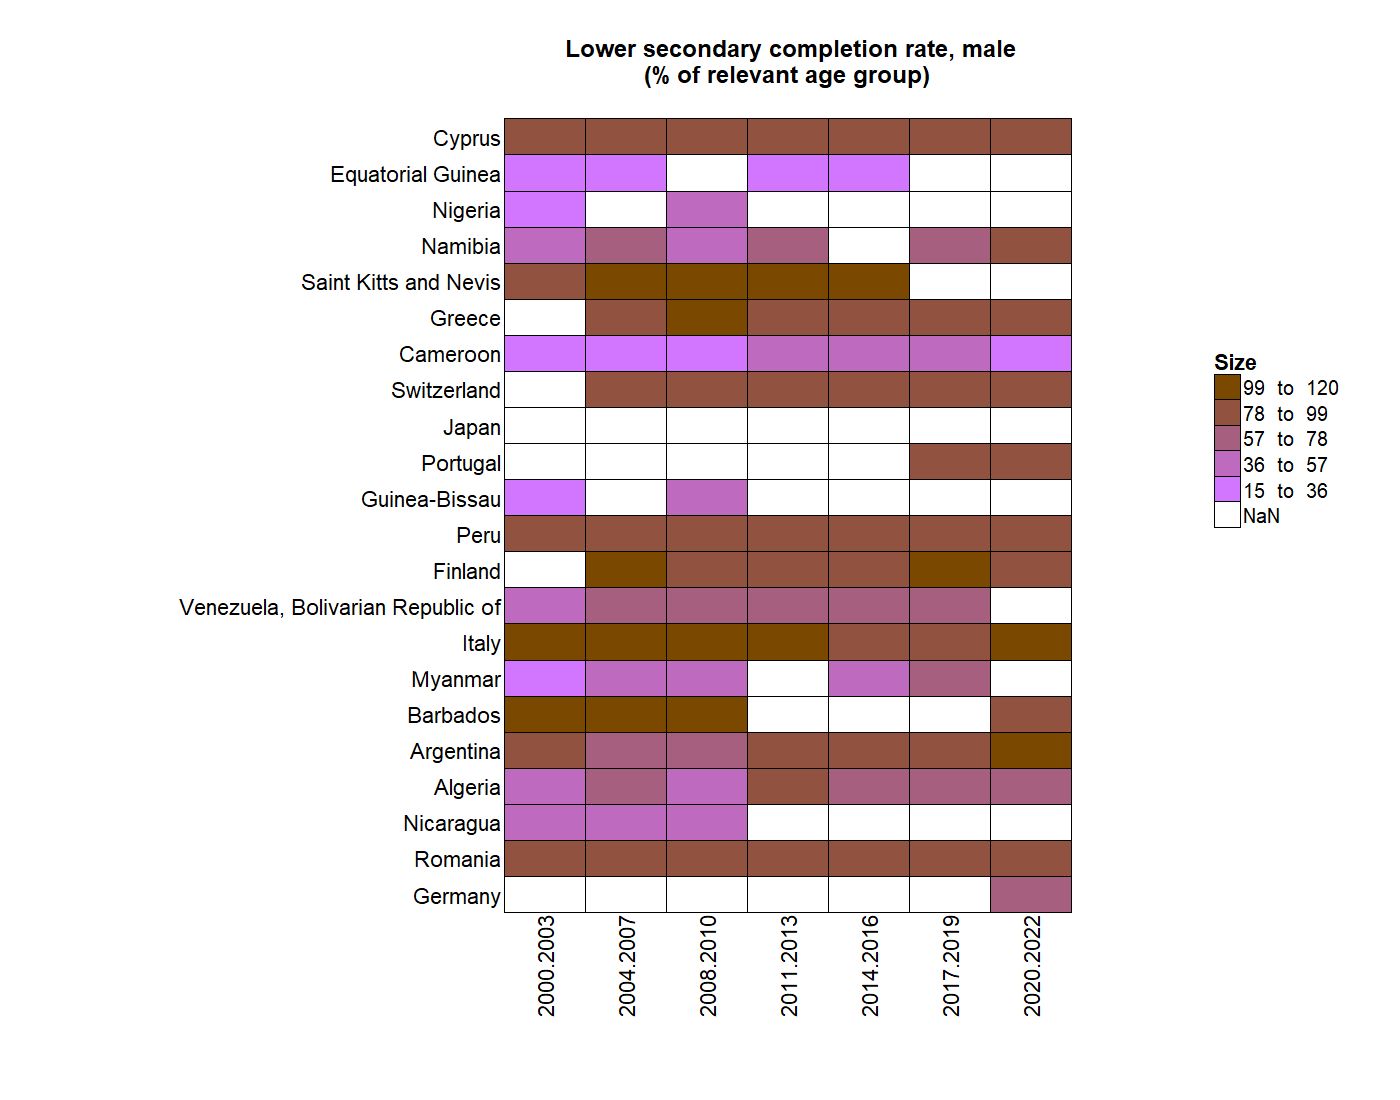 Lower secondary completion rate, male
(% of relevant age group)
Cyprus
Equatorial Guinea
Nigeria
Namibia
Saint Kitts and Nevis
Greece
Cameroon
Switzerland
Japan
Portugal
Guinea-Bissau
Peru
Finland
Venezuela, Bolivarian Republic of
Italy
Myanmar
Barbados
Argentina
Algeria
Nicaragua
Romania
Germany
2000.2003
2004.2007
2008.2010
2011.2013
2014.2016
2017.2019
2020.2022
Size
99 to 120
78 to 99
57 to 78
36 to 57
15 to 36
NaN